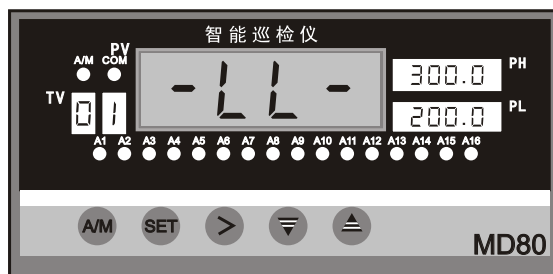 智能巡检仪
PV
A/M COM
-LL-
300.0 PH
TV
01
200.0 PL
A1 A2 A3 A4 A5 A6 A7 A8 A9 A10 A11 A12 A13 A14 A15 A16
A/M SET >
MD80